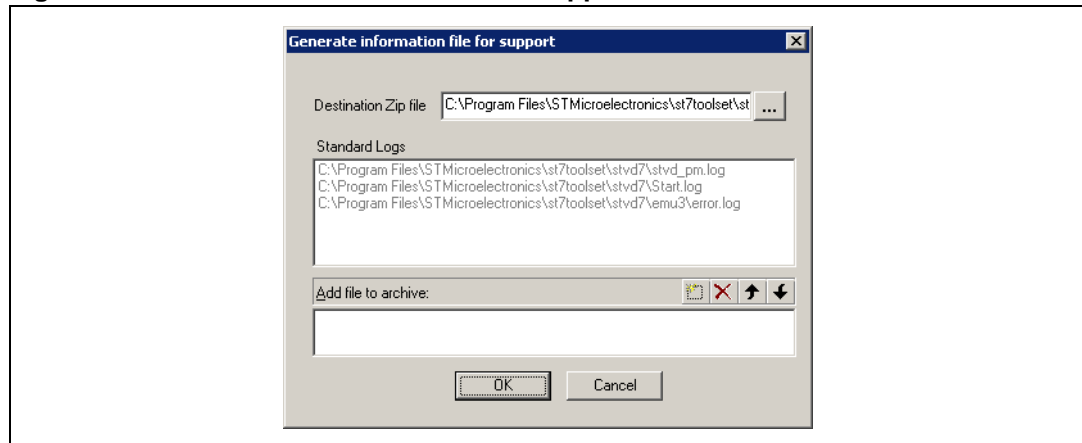 Generate information file for support
Destination Zip file C:\Program Files\STMicroelectronics\st7toolset\st ...
Standard Logs
C:\Program Files\STMicroelectronics\st7toolset\stvd7\stvd_pm.log
C:\Program Files\STMicroelectronics\st7toolset\stvd7\Start.log
C:\Program Files\STMicroelectronics\st7toolset\stvd7\emu3\error.log
Add file to archive:
OK Cancel